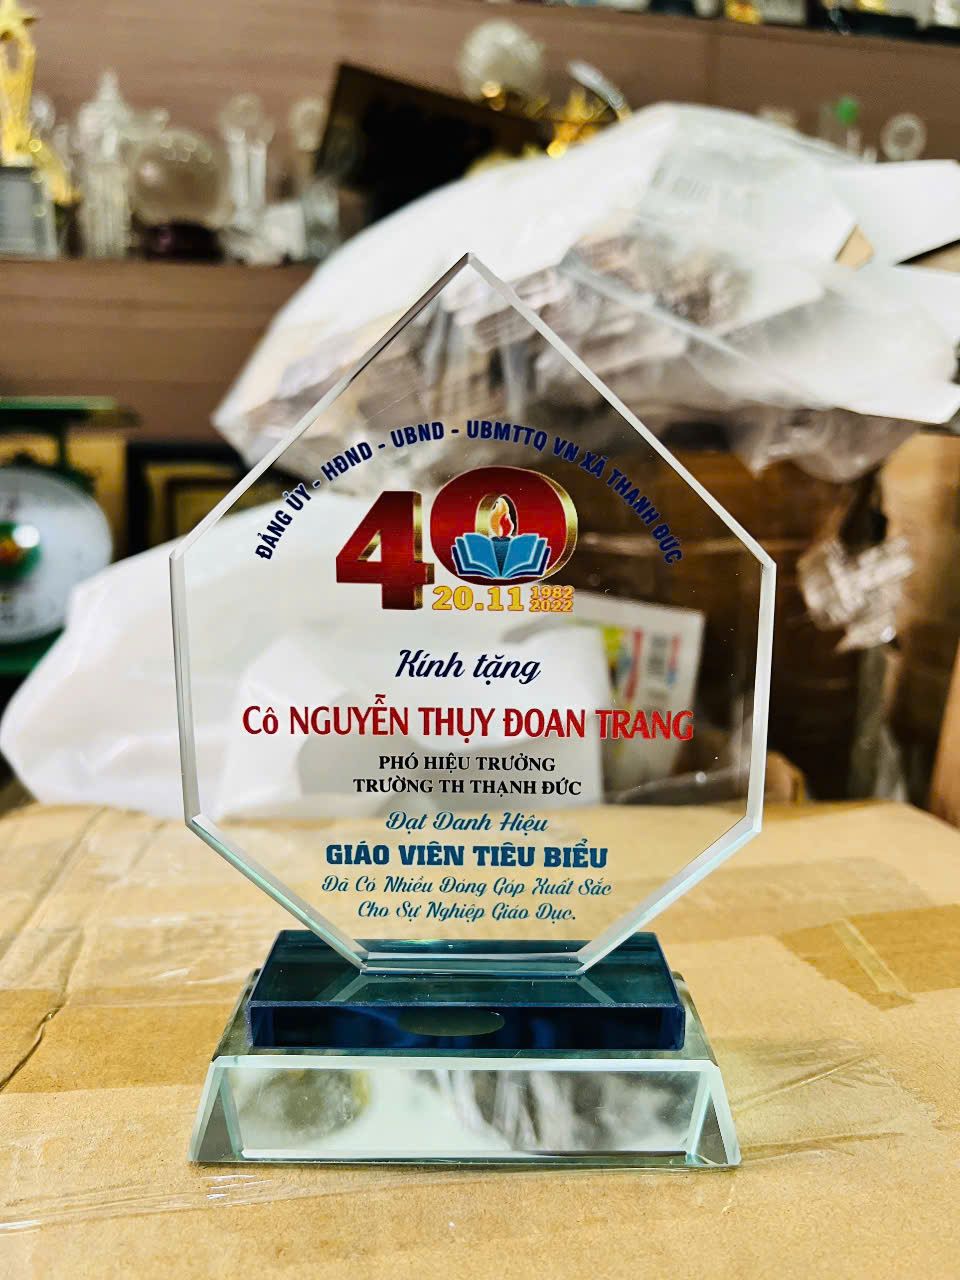 ĐẢNG ỦY - HĐND - UBND - UBMTTQ VN XÃ THẠNH ĐỨC
40
20.11 1982
2022
Kính tặng
Cô NGUYỄN THỤY ĐOAN TRANG
PHÓ HIỆU TRƯỞNG
TRƯỜNG TH THẠNH ĐỨC
Đạt Danh Hiệu
GIÁO VIÊN TIÊU BIỂU
Đã Có Nhiều Đóng Góp Xuất Sắc
Cho Sự Nghiệp Giáo Dục.